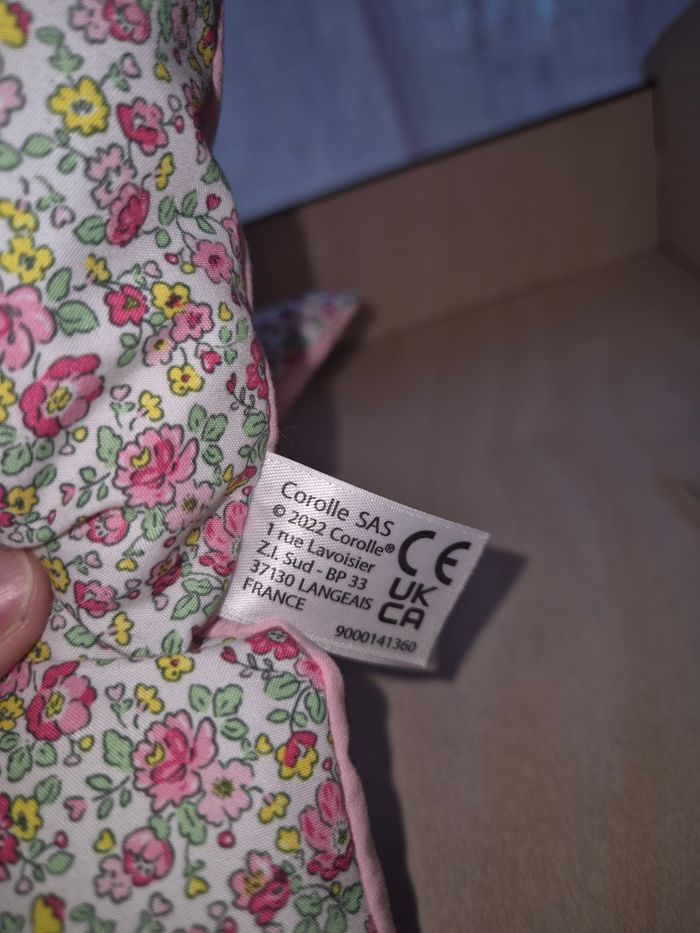 Corolle SAS
© 2022 Corolle®
1 rue Lavoisier
Z.I. Sud - BP 33
37130 LANGEAIS
FRANCE
CE
UK
CA
9000141360